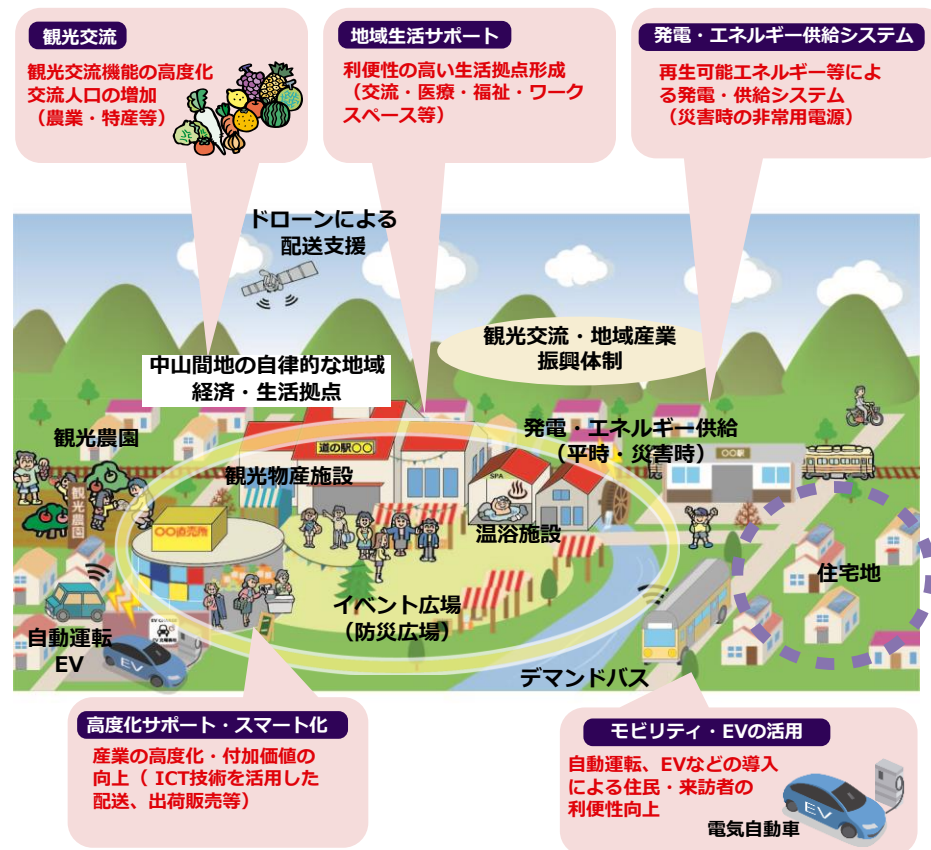 観光交流
観光交流機能の高度化
交流人口の増加
（農業・特産等）
地域生活サポート
利便性の高い生活拠点形成
（交流・医療・福祉・ワーク
スペース等）
発電・エネルギー供給システム
再生可能エネルギー等によ
る発電・供給システム
（災害時の非常用電源）
ドローンによる
配送支援
観光交流・地域産業
振興体制
中山間地の自律的な地域
経済・生活拠点
観光農園
道の駅〇〇
発電・エネルギー供給
（平時・災害時）
〇〇駅
観光物産施設
SPA
観光農園
〇〇直売所
温浴施設
住宅地
イベント広場
（防災広場）
自動運転
EV
EV
デマンドバス
高度化サポート・スマート化
産業の高度化・付加価値の
向上（ ICT技術を活用した
配送、出荷販売等）
モビリティ・EVの活用
自動運転、EVなどの導入
による住民・来訪者の
利便性向上
EV
電気自動車